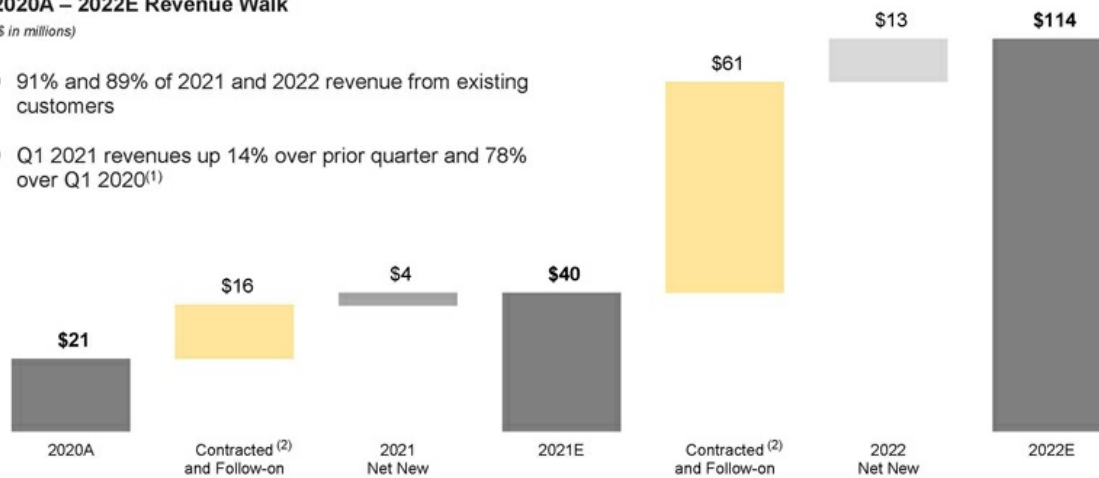 2020A – 2022E Revenue Walk
$ in millions)
91% and 89% of 2021 and 2022 revenue from existing
customers
Q1 2021 revenues up 14% over prior quarter and 78%
over Q1 2020(1)
$21
$16
$4
$40
$61
$13
$114
2020A
Contracted (2)
and Follow-on
2021
Net New
2021E
Contracted (2)
and Follow-on
2022
Net New
2022E